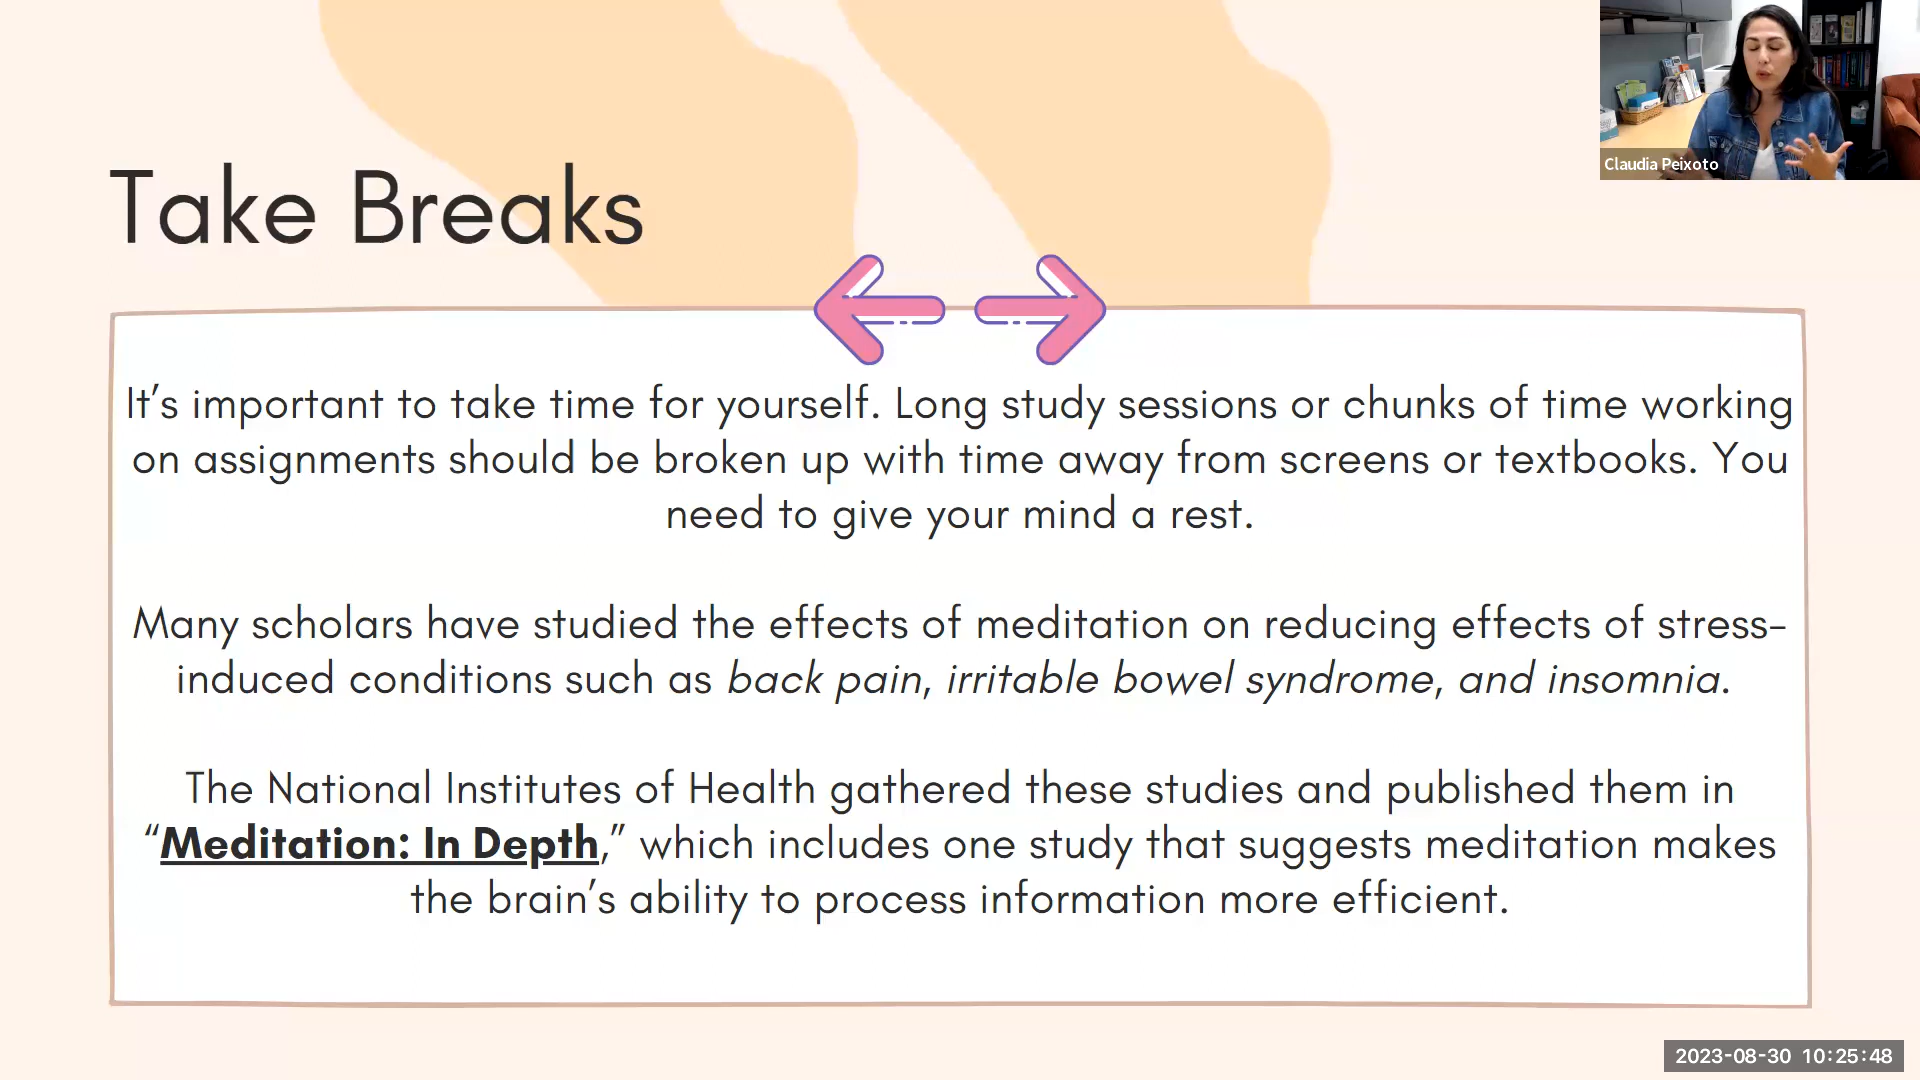 Claudia Peixoto
Take Breaks
It’s important to take time for yourself. Long study sessions or chunks of time working
on assignments should be broken up with time away from screens or textbooks. You
need to give your mind a rest.
Many scholars have studied the effects of meditation on reducing effects of stress-
induced conditions such as back pain, irritable bowel syndrome, and insomnia.
The National Institutes of Health gathered these studies and published them in
“Meditation: In Depth,” which includes one study that suggests meditation makes
the brain’s ability to process information more efficient.
2023-08-30 10:25:48